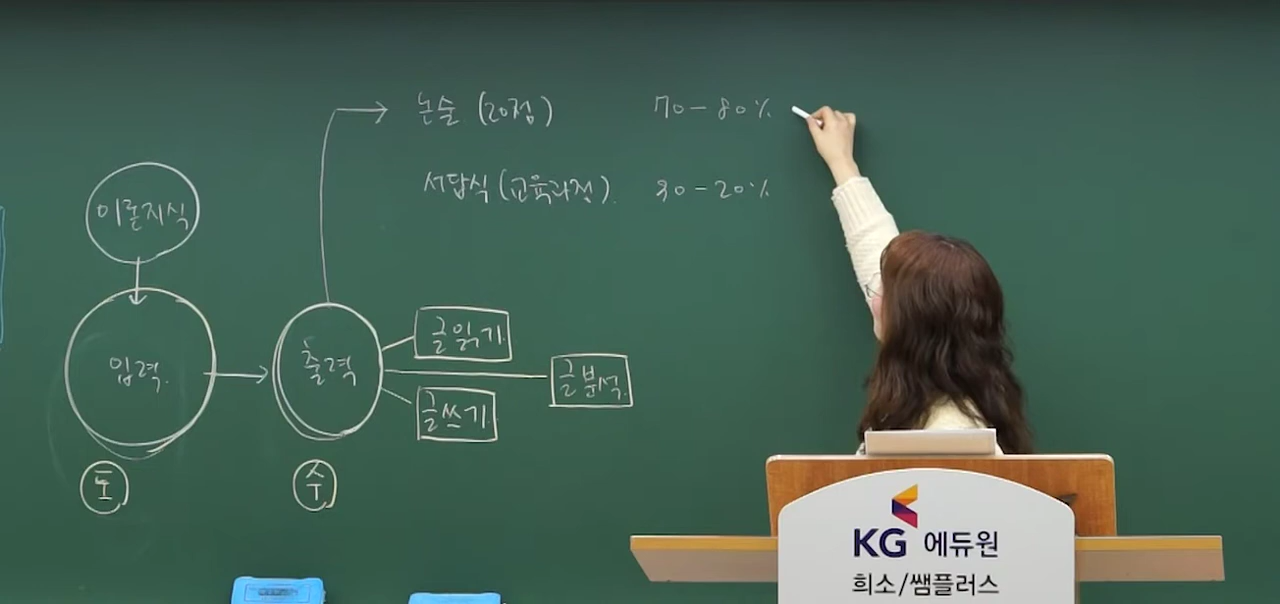 논술 (20점) 70-80%
서답식 (교육과정). 30-20%
이론지식
입력.
출력
글읽기.
글분석.
글쓰기.
토
수
KG 에듀원
희소/쌤플러스